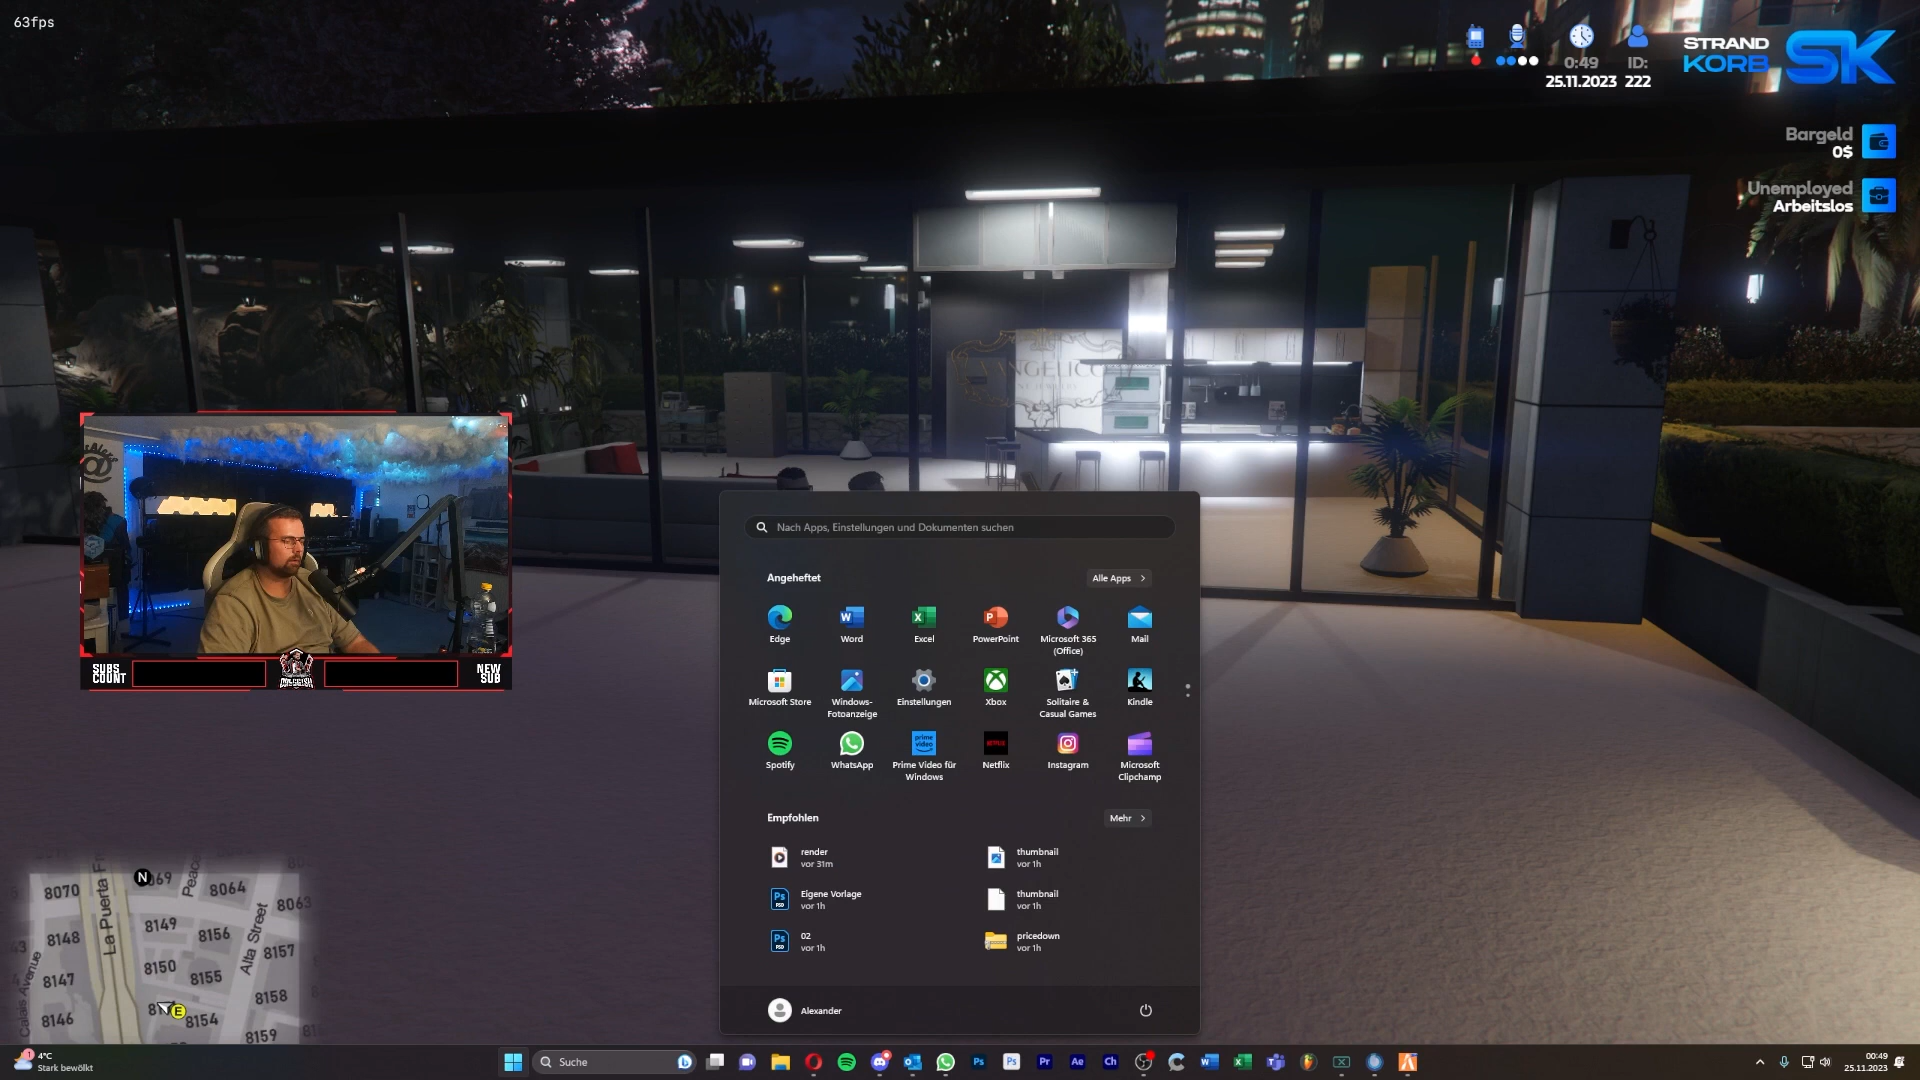 63fps
STRAND
KORB
SK
0:49
25.11.2023
ID:
222
Bargeld
0$
Unemployed
Arbeitslos
SUBS
COUNT
NEW
SUB
Nach Apps, Einstellungen und Dokumenten suchen
Angeheftet
Alle Apps
Edge
Word
Excel
PowerPoint
Microsoft 365
(Office)
Mail
Microsoft Store
Windows-
Fotoanzeige
Einstellungen
Xbox
Solitaire &
Casual Games
Kindle
Spotify
WhatsApp
prime
video
Prime Video für
Windows
NETFLIX
Netflix
Instagram
Microsoft
Clipchamp
Empfohlen
Mehr
render
vor 31m
thumbnail
vor 1h
Eigene Vorlage
vor 1h
thumbnail
vor 1h
02
vor 1h
pricedown
vor 1h
Alexander
N
8070
La Puerta
8064
8063
8149
8148
8156
Alta Street
8157
8150
8147
8155
8158
Calais Avenue
E
8146
8154
8159
4°C
Stark bewölkt
Suche
00:49
25.11.2023